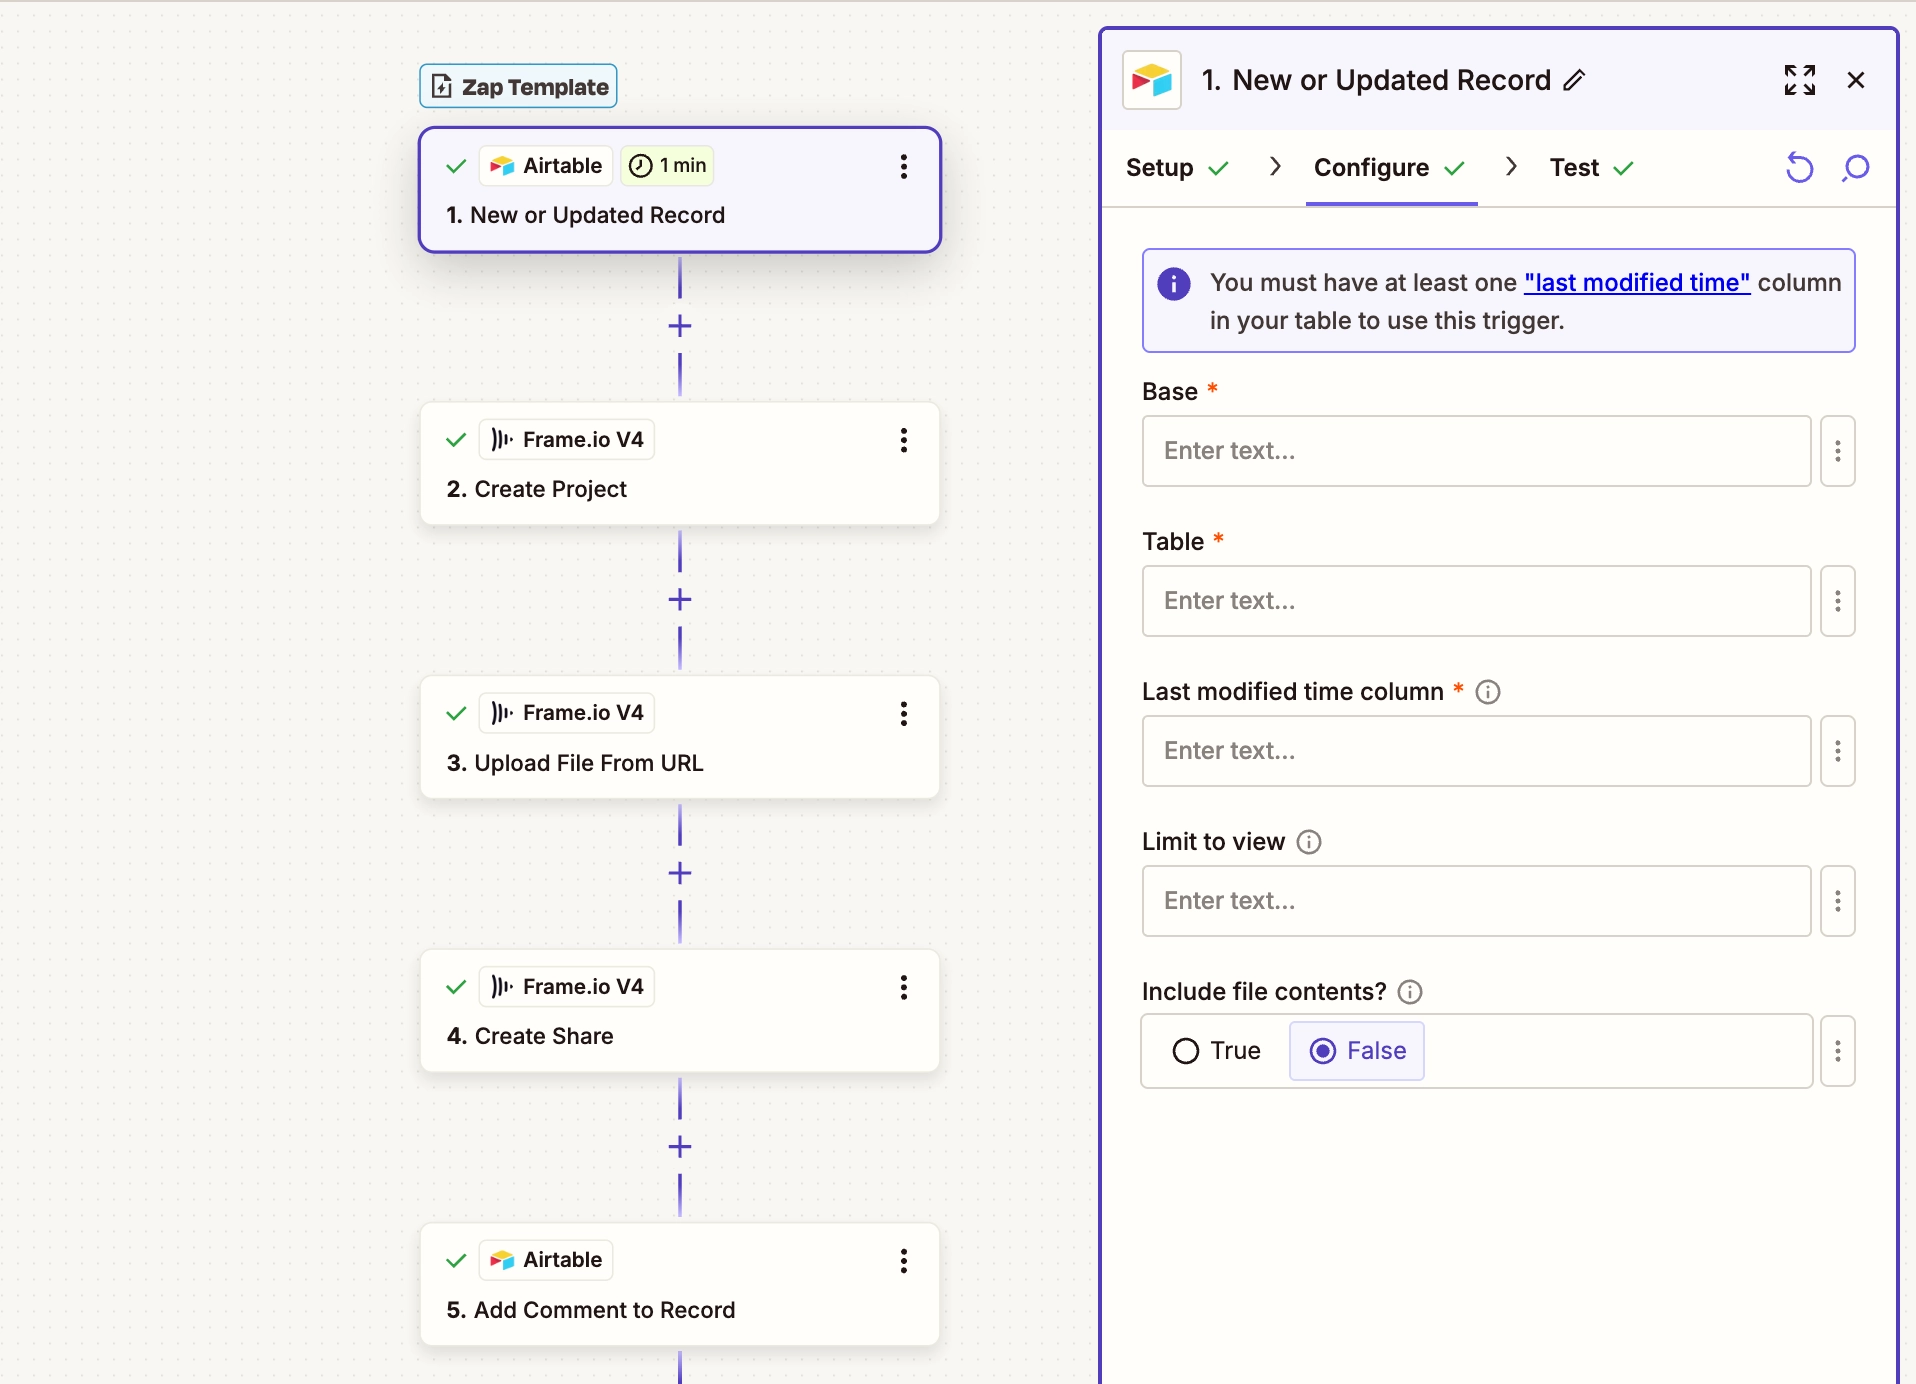 Zap Template
Airtable 1 min
1. New or Updated Record
Frame.io V4
2. Create Project
Frame.io V4
3. Upload File From URL
Frame.io V4
4. Create Share
Airtable
5. Add Comment to Record
1. New or Updated Record
Setup Configure Test
You must have at least one "last modified time" column
in your table to use this trigger.
Base *
Enter text...
Table *
Enter text...
Last modified time column *
Enter text...
Limit to view
Enter text...
Include file contents?
True False